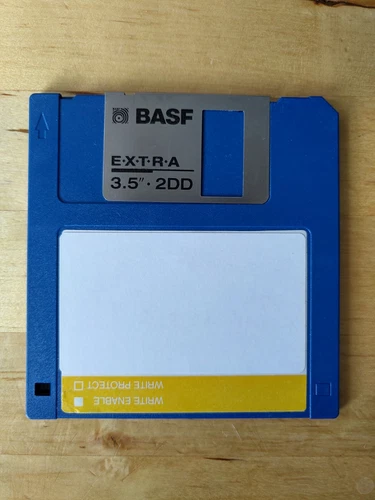 BASF
E·X·T·R·A
3.5"· 2DD
WRITE PROTECT
WRITE ENABLE